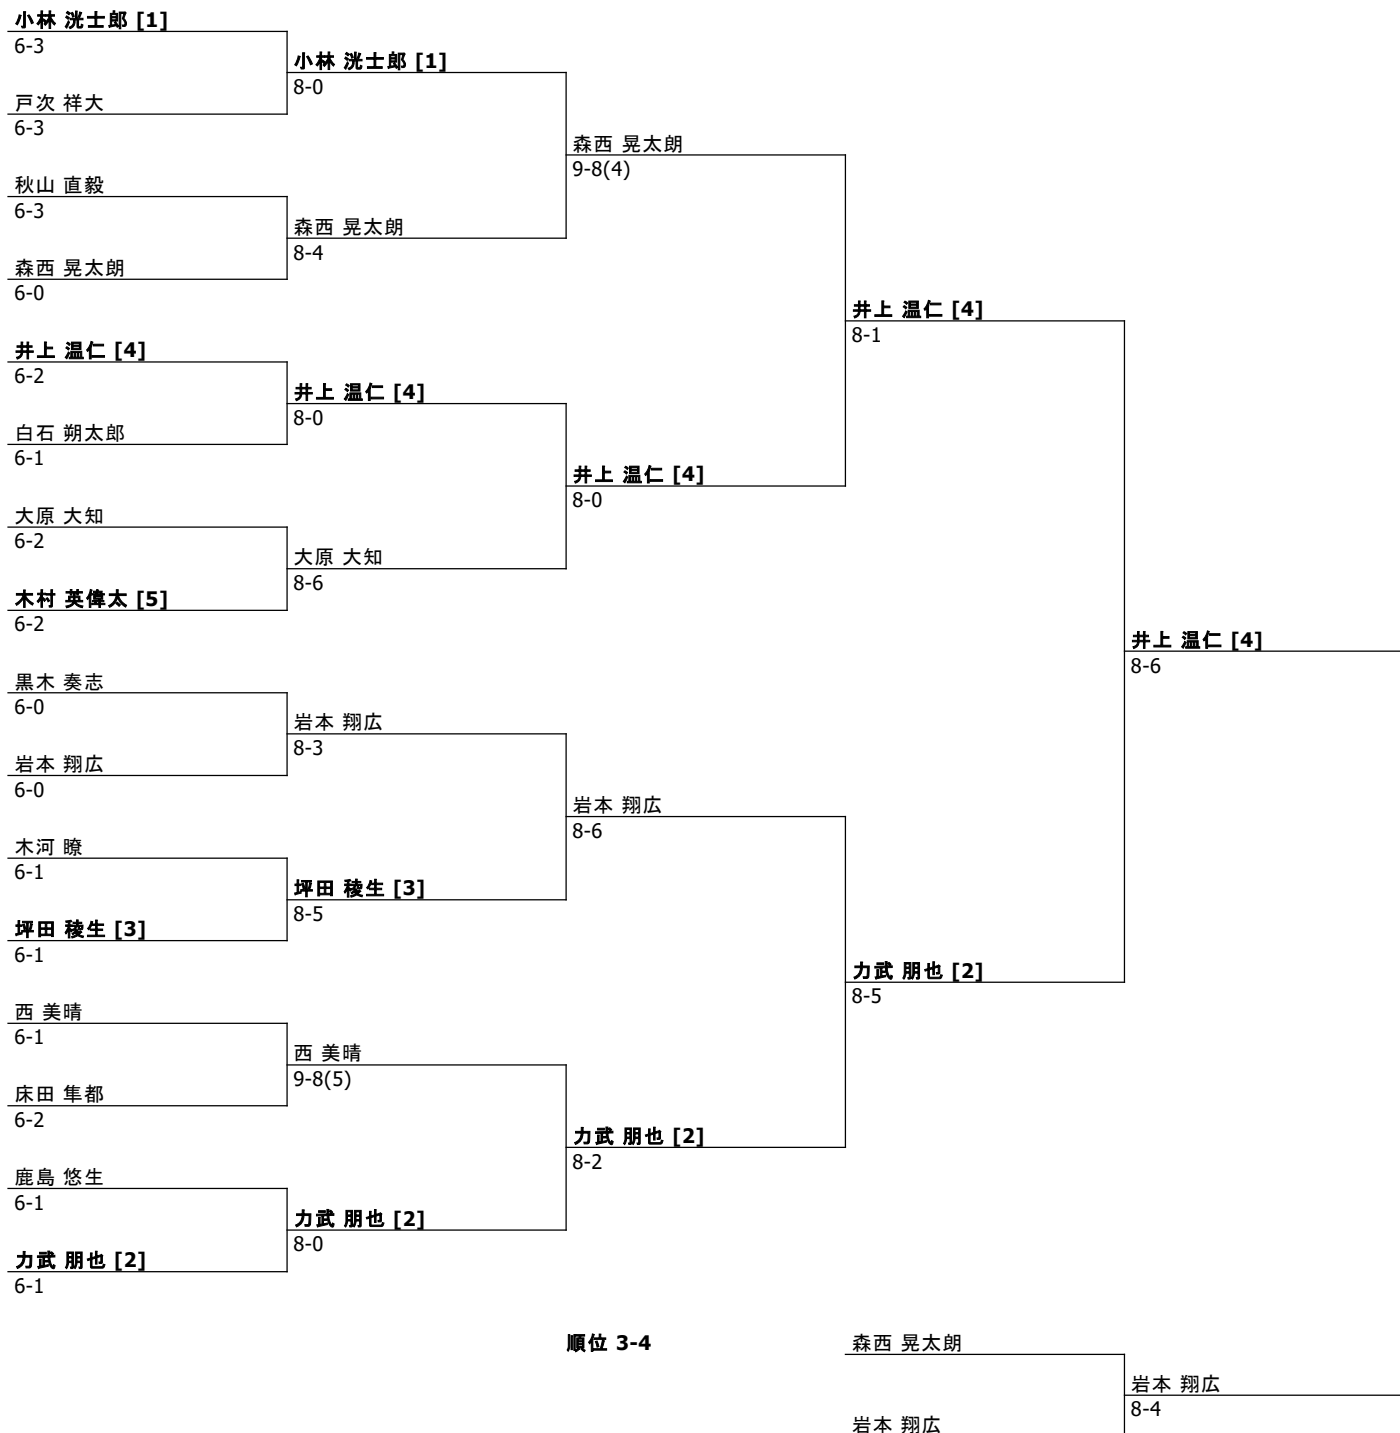 小林 洸士郎 [1]
6-3
小林 洸士郎 [1]
8-0
戸次 祥大
6-3
森西 晃太朗
9-8(4)
秋山 直毅
6-3
森西 晃太朗
8-4
森西 晃太朗
6-0
井上 温仁 [4]
8-1
井上 温仁 [4]
6-2
井上 温仁 [4]
8-0
白石 朔太郎
6-1
井上 温仁 [4]
8-0
大原 大知
6-2
大原 大知
8-6
木村 英偉太 [5]
6-2
井上 温仁 [4]
8-6
黒木 奏志
6-0
岩本 翔広
8-3
岩本 翔広
6-0
岩本 翔広
8-6
木河 瞭
6-1
坪田 稜生 [3]
8-5
坪田 稜生 [3]
6-1
力武 朋也 [2]
8-5
西 美晴
6-1
西 美晴
9-8(5)
床田 隼都
6-2
力武 朋也 [2]
8-2
鹿島 悠生
6-1
力武 朋也 [2]
8-0
力武 朋也 [2]
6-1
順位 3-4
森西 晃太朗
岩本 翔広
8-4
岩本 翔広